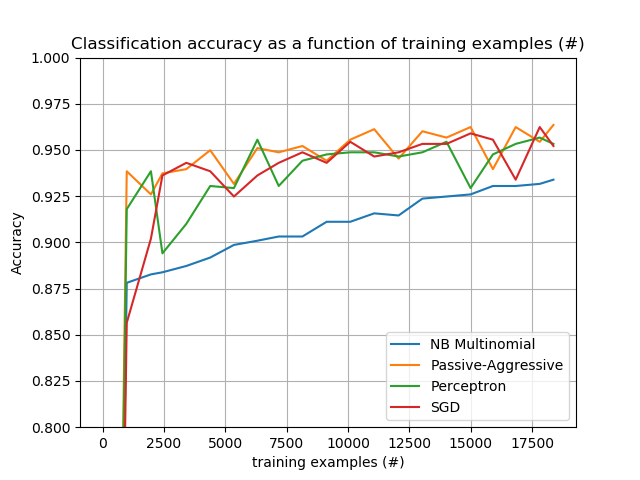 Classification accuracy as a function of training examples (#)
1.000
0.975
0.950
0.925
0.900
0.875
0.850
0.825
0.800
Accuracy
NB Multinomial
Passive-Aggressive
Perceptron
SGD
0 2500 5000 7500 10000 12500 15000 17500
training examples (#)